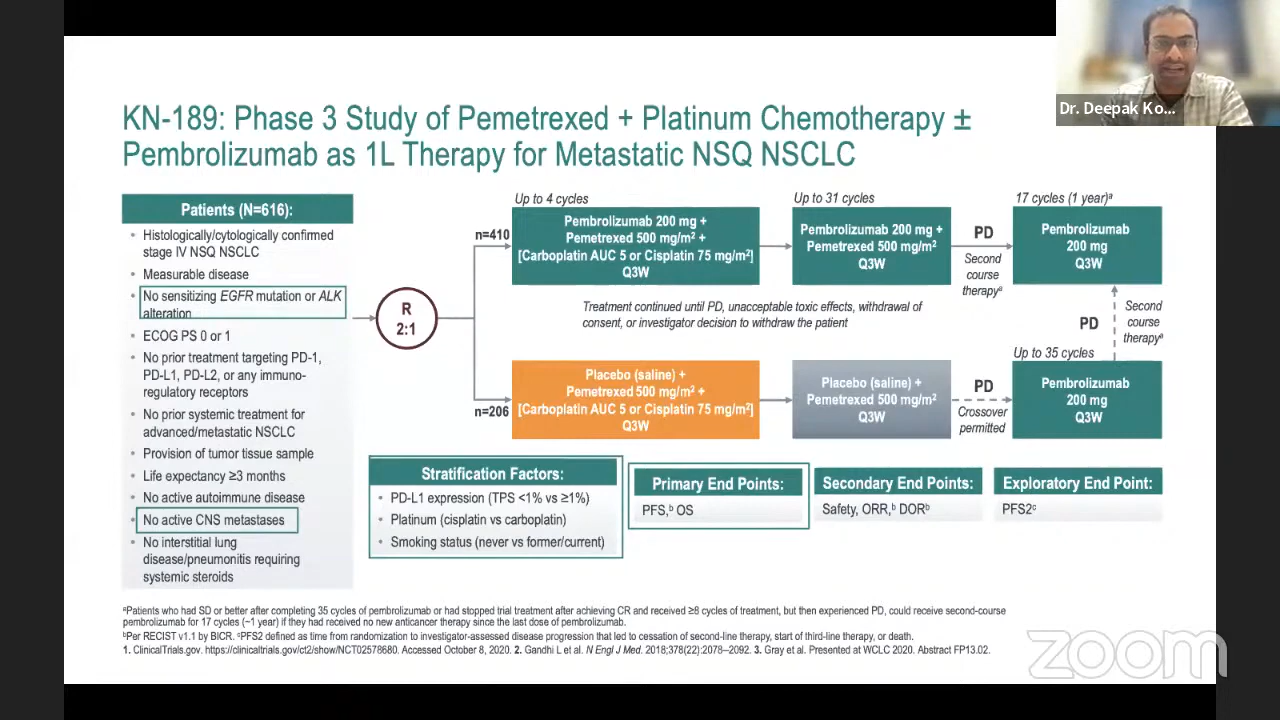 Dr. Deepak Ko...
KN-189: Phase 3 Study of Pemetrexed + Platinum Chemotherapy ±
Pembrolizumab as 1L Therapy for Metastatic NSQ NSCLC
Patients (N=616):
• Histologically/cytologically confirmed
stage IV NSQ NSCLC
• Measurable disease
• No sensitizing EGFR mutation or ALK
alteration
• ECOG PS 0 or 1
• No prior treatment targeting PD-1,
PD-L1, PD-L2, or any immuno-
regulatory receptors
• No prior systemic treatment for
advanced/metastatic NSCLC
• Provision of tumor tissue sample
• Life expectancy ≥3 months
• No active autoimmune disease
• No active CNS metastases
• No interstitial lung
disease/pneumonitis requiring
systemic steroids
R
2:1
n=410
n=206
Up to 4 cycles
Pembrolizumab 200 mg +
Pemetrexed 500 mg/m² +
[Carboplatin AUC 5 or Cisplatin 75 mg/m²]
Q3W
Up to 31 cycles
Pembrolizumab 200 mg +
Pemetrexed 500 mg/m²
Q3W
PD
Second
course
therapyᵃ
17 cycles (1 year)ᵃ
Pembrolizumab
200 mg
Q3W
Treatment continued until PD, unacceptable toxic effects, withdrawal of
consent, or investigator decision to withdraw the patient
PD
Second
course
therapyᵃ
Placebo (saline) +
Pemetrexed 500 mg/m² +
[Carboplatin AUC 5 or Cisplatin 75 mg/m²]
Q3W
Placebo (saline) +
Pemetrexed 500 mg/m²
Q3W
PD
Crossover
permitted
Up to 35 cycles
Pembrolizumab
200 mg
Q3W
Stratification Factors:
• PD-L1 expression (TPS <1% vs ≥1%)
• Platinum (cisplatin vs carboplatin)
• Smoking status (never vs former/current)
Primary End Points:
PFS,ᵇ OS
Secondary End Points:
Safety, ORR,ᵇ DORᵇ
Exploratory End Point:
PFS2ᶜ
ᵃPatients who had SD or better after completing 35 cycles of pembrolizumab or had stopped trial treatment after achieving CR and received ≥8 cycles of treatment, but then experienced PD, could receive second-course
pembrolizumab for 17 cycles (~1 year) if they had received no new anticancer therapy since the last dose of pembrolizumab.
ᵇPer RECIST v1.1 by BICR. ᶜPFS2 defined as time from randomization to investigator-assessed disease progression that led to cessation of second-line therapy, start of third-line therapy, or death.
1. ClinicalTrials.gov. https://clinicaltrials.gov/ct2/show/NCT02578680. Accessed October 8, 2020. 2. Gandhi L et al. N Engl J Med. 2018;378(22):2078–2092. 3. Gray et al. Presented at WCLC 2020. Abstract FP13.02.
zoom